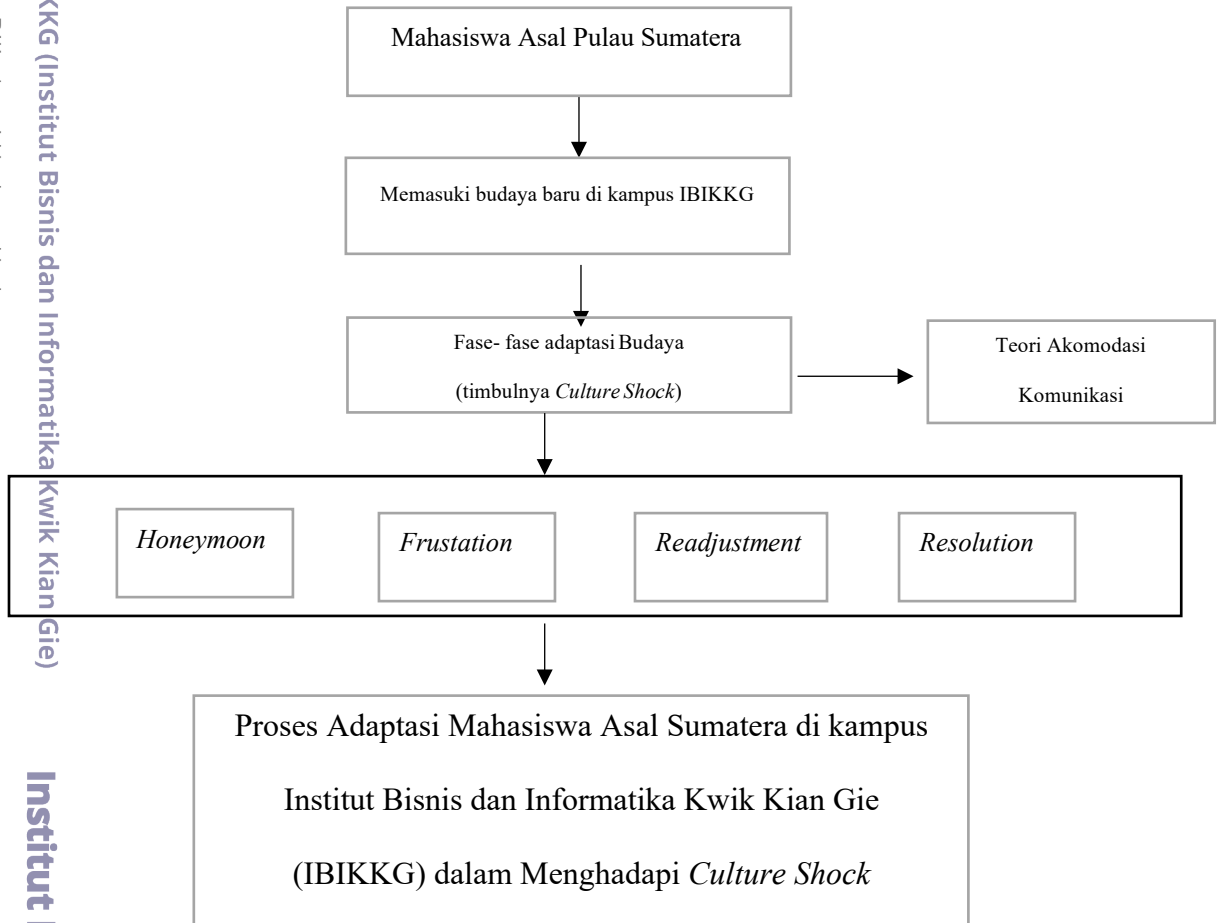 KKG (Institut Bisnis dan Informatika Kwik Kian Gie)
Institut
Mahasiswa Asal Pulau Sumatera
Memasuki budaya baru di kampus IBIKKG
Fase- fase adaptasi Budaya
(timbulnya Culture Shock)
Teori Akomodasi
Komunikasi
Honeymoon
Frustation
Readjustment
Resolution
Proses Adaptasi Mahasiswa Asal Sumatera di kampus
Institut Bisnis dan Informatika Kwik Kian Gie
(IBIKKG) dalam Menghadapi Culture Shock